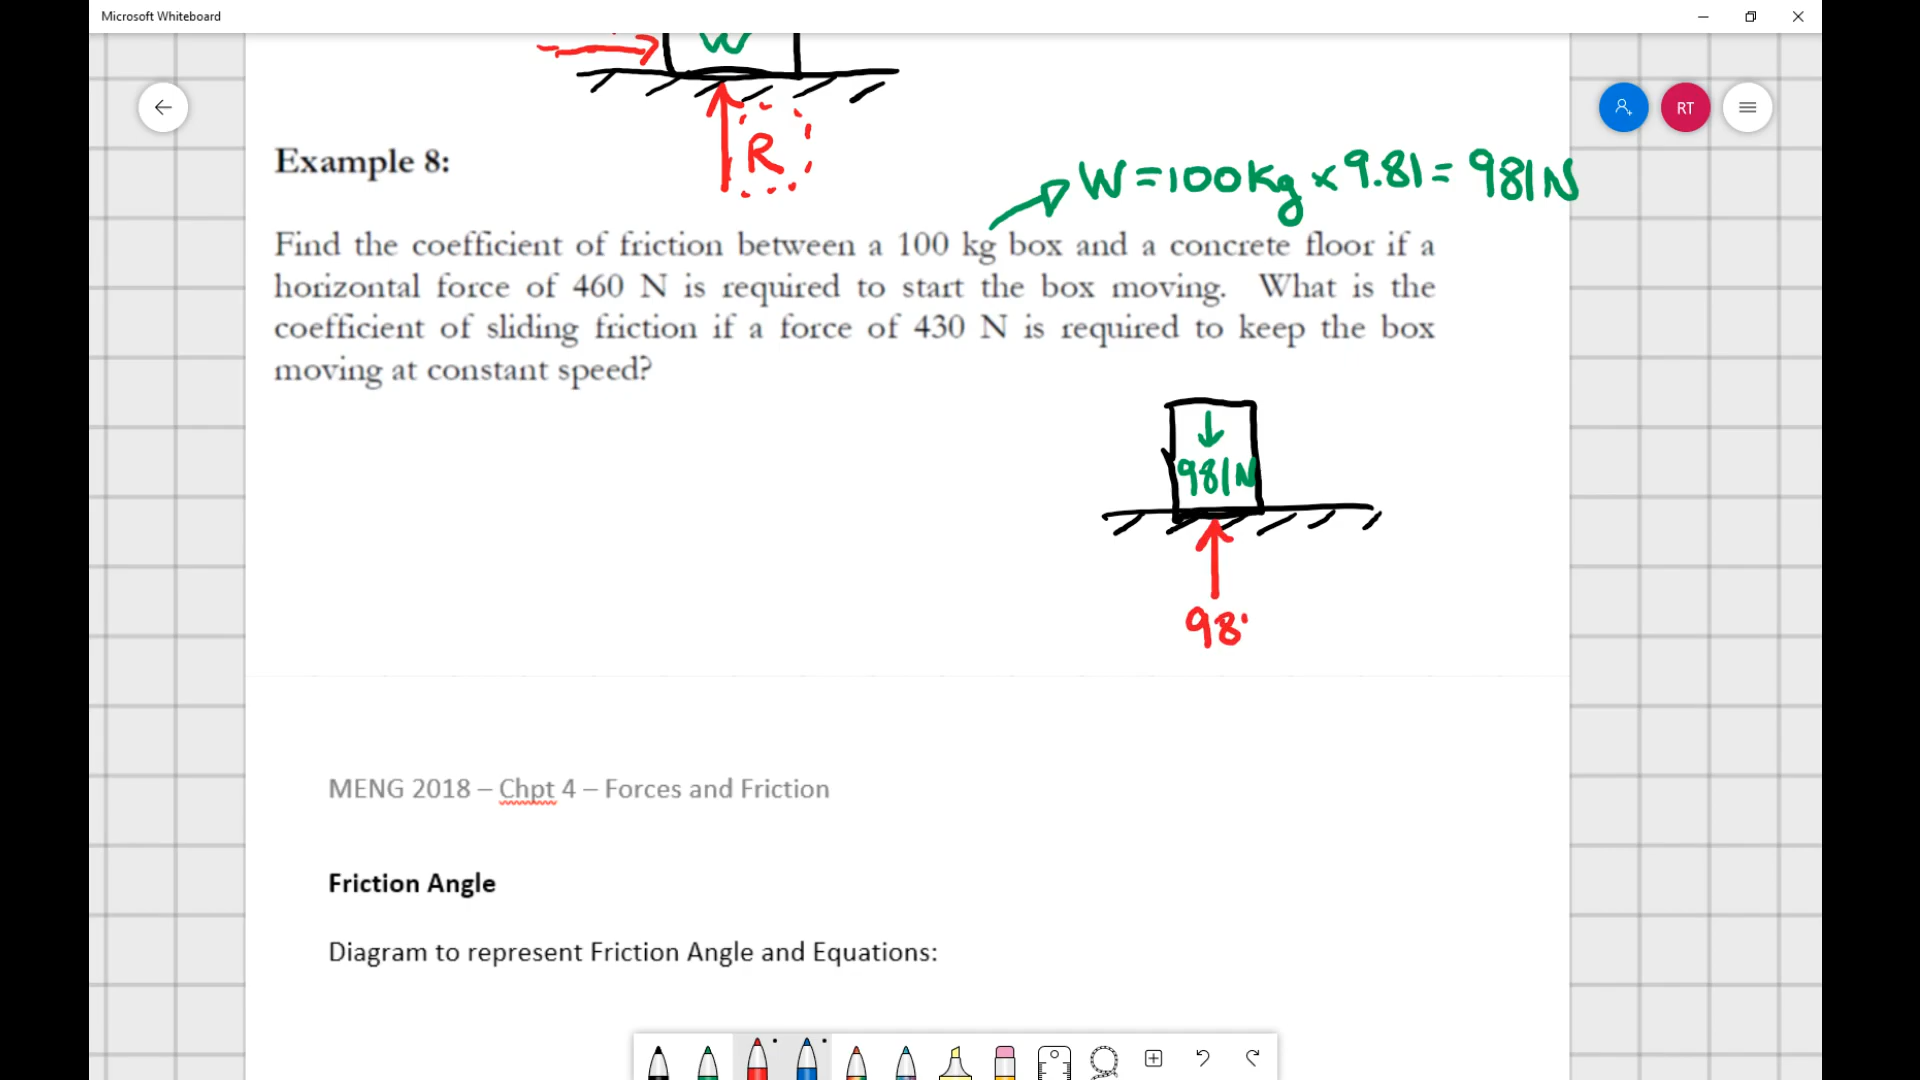 Microsoft Whiteboard
W
R
RT
Example 8:
W = 100kg × 9.81 = 981N
Find the coefficient of friction between a 100 kg box and a concrete floor if a
horizontal force of 460 N is required to start the box moving. What is the
coefficient of sliding friction if a force of 430 N is required to keep the box
moving at constant speed?
981N
98
MENG 2018 – Chpt 4 – Forces and Friction
Friction Angle
Diagram to represent Friction Angle and Equations: